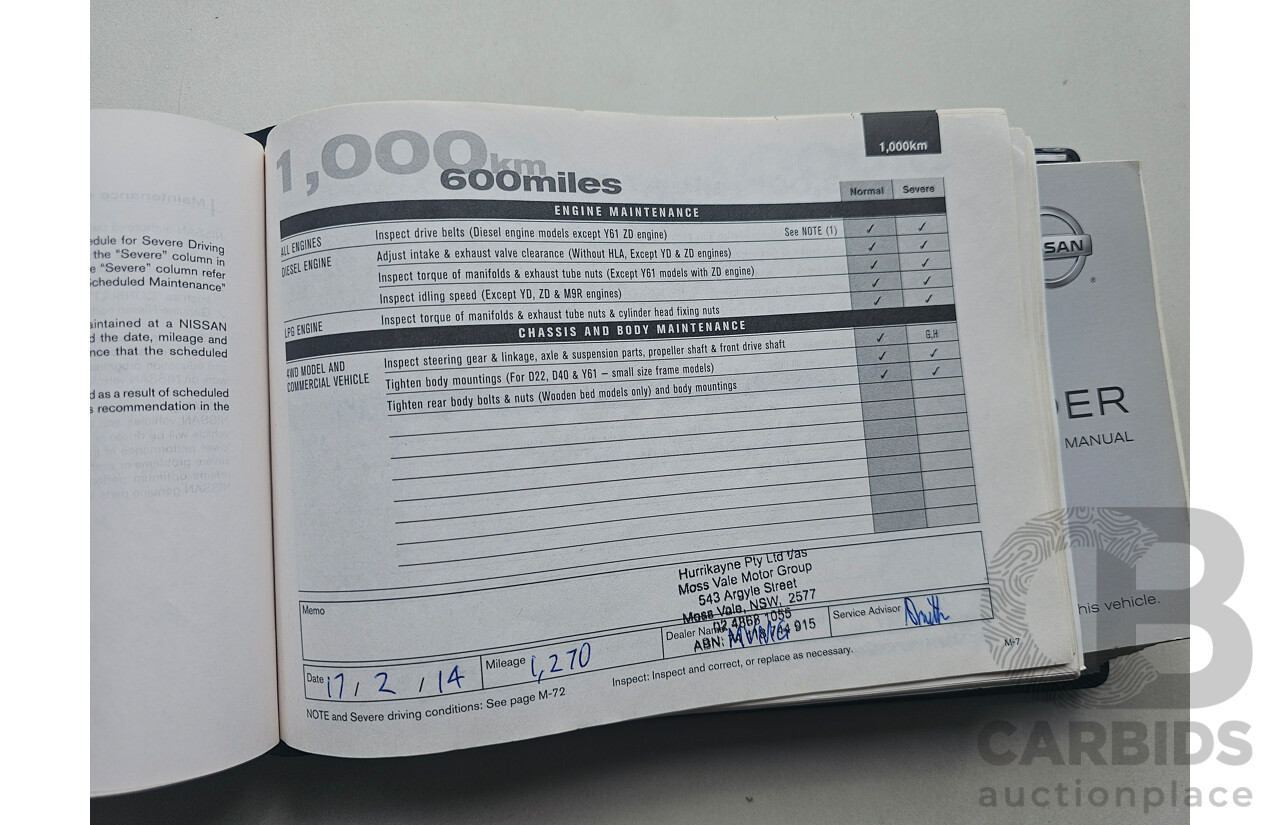 edule for Severe Driving
the "Severe" column in
e "Severe" column refer
Scheduled Maintenance"
aintained at a NISSAN
d the date, mileage and
nce that the scheduled
d as a result of scheduled
s recommendation in the
1,000km
600miles
1,000km
Normal Severe
ENGINE MAINTENANCE
ALL ENGINES Inspect drive belts (Diesel engine models except Y61 ZD engine) See NOTE (1) ✓ ✓
DIESEL ENGINE Adjust intake & exhaust valve clearance (Without HLA, Except YD & ZD engines) ✓ ✓
Inspect torque of manifolds & exhaust tube nuts (Except Y61 models with ZD engine) ✓ ✓
Inspect idling speed (Except YD, ZD & M9R engines) ✓ ✓
LPG ENGINE Inspect torque of manifolds & exhaust tube nuts & cylinder head fixing nuts ✓ ✓
CHASSIS AND BODY MAINTENANCE
4WD MODEL AND
COMMERCIAL VEHICLE
Inspect steering gear & linkage, axle & suspension parts, propeller shaft & front drive shaft ✓ G,H
Tighten body mountings (For D22, D40 & Y61 – small size frame models) ✓ ✓
Tighten rear body bolts & nuts (Wooden bed models only) and body mountings ✓ ✓
Memo
Hurrikayne Pty Ltd t/as
Moss Vale Motor Group
543 Argyle Street
Moss Vale, NSW, 2577
02 4868 1055
ABN: 915
Date 17 / 2 / 14
Mileage 1,270
Dealer Name
Service Advisor
NOTE and Severe driving conditions: See page M-72
Inspect: Inspect and correct, or replace as necessary.
M-7
SSAN
DER
MANUAL
his vehicle.
CB
CARBIDS
auctionplace